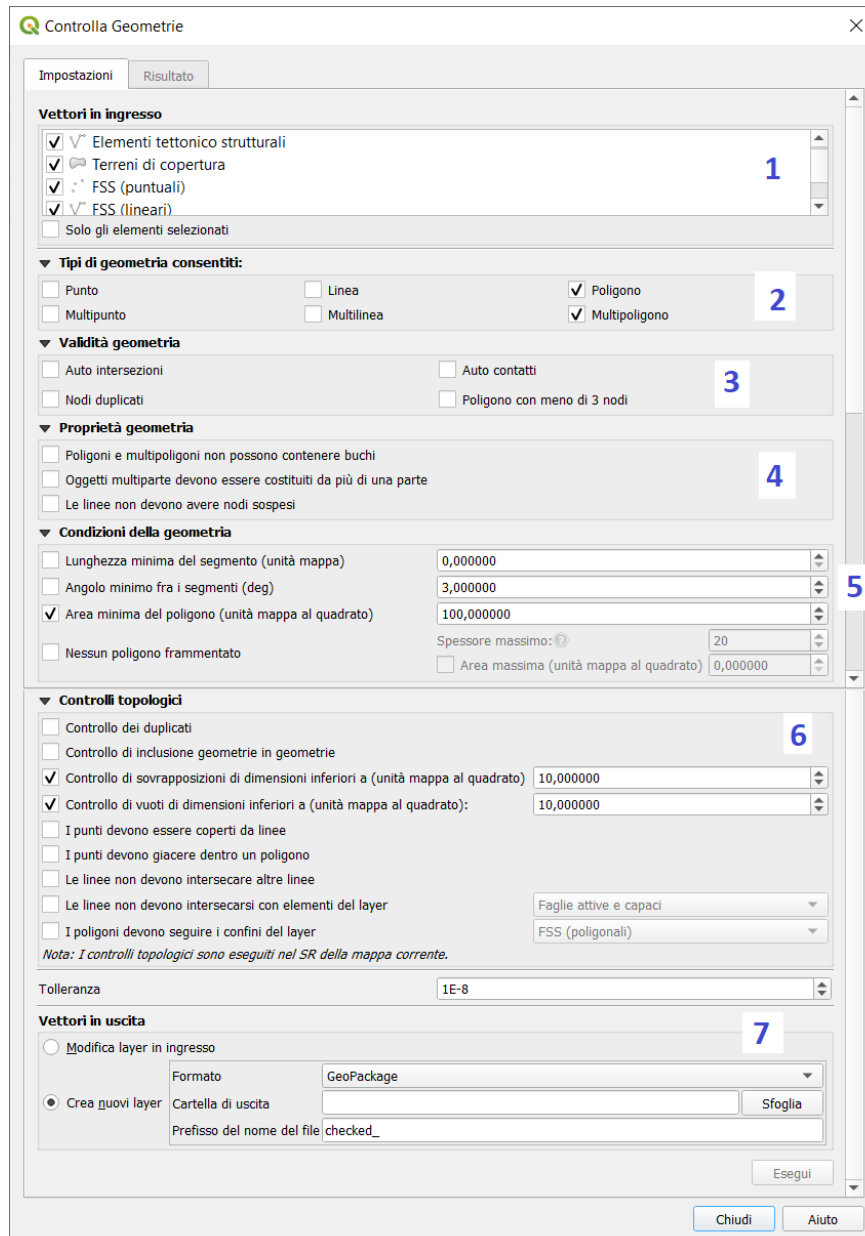 Controlla Geometrie
Impostazioni Risultato
Vettori in ingresso
Elementi tettonico strutturali
Terreni di copertura
FSS (puntuali)
FSS (lineari)
1
Solo gli elementi selezionati
Tipi di geometria consentiti:
Punto Linea Poligono
Multipunto Multilinea Multipoligono
2
Validità geometria
Auto intersezioni Auto contatti
Nodi duplicati Poligono con meno di 3 nodi
3
Proprietà geometria
Poligoni e multipoligoni non possono contenere buchi
Oggetti multiparte devono essere costituiti da più di una parte
Le linee non devono avere nodi sospesi
4
Condizioni della geometria
Lunghezza minima del segmento (unità mappa) 0,000000
Angolo minimo fra i segmenti (deg) 3,000000
Area minima del poligono (unità mappa al quadrato) 100,000000
5
Nessun poligono frammentato Spessore massimo: 20
Area massima (unità mappa al quadrato) 0,000000
Controlli topologici
Controllo dei duplicati
6
Controllo di inclusione geometrie in geometrie
Controllo di sovrapposizioni di dimensioni inferiori a (unità mappa al quadrato) 10,000000
Controllo di vuoti di dimensioni inferiori a (unità mappa al quadrato): 10,000000
I punti devono essere coperti da linee
I punti devono giacere dentro un poligono
Le linee non devono intersecare altre linee
Le linee non devono intersecarsi con elementi del layer Faglie attive e capaci
I poligoni devono seguire i confini del layer FSS (poligonali)
Nota: I controlli topologici sono eseguiti nel SR della mappa corrente.
Tolleranza 1E-8
Vettori in uscita
7
Modifica layer in ingresso
Formato GeoPackage
Crea nuovi layer Cartella di uscita Sfoglia
Prefisso del nome del file checked_
Esegui
Chiudi Aiuto